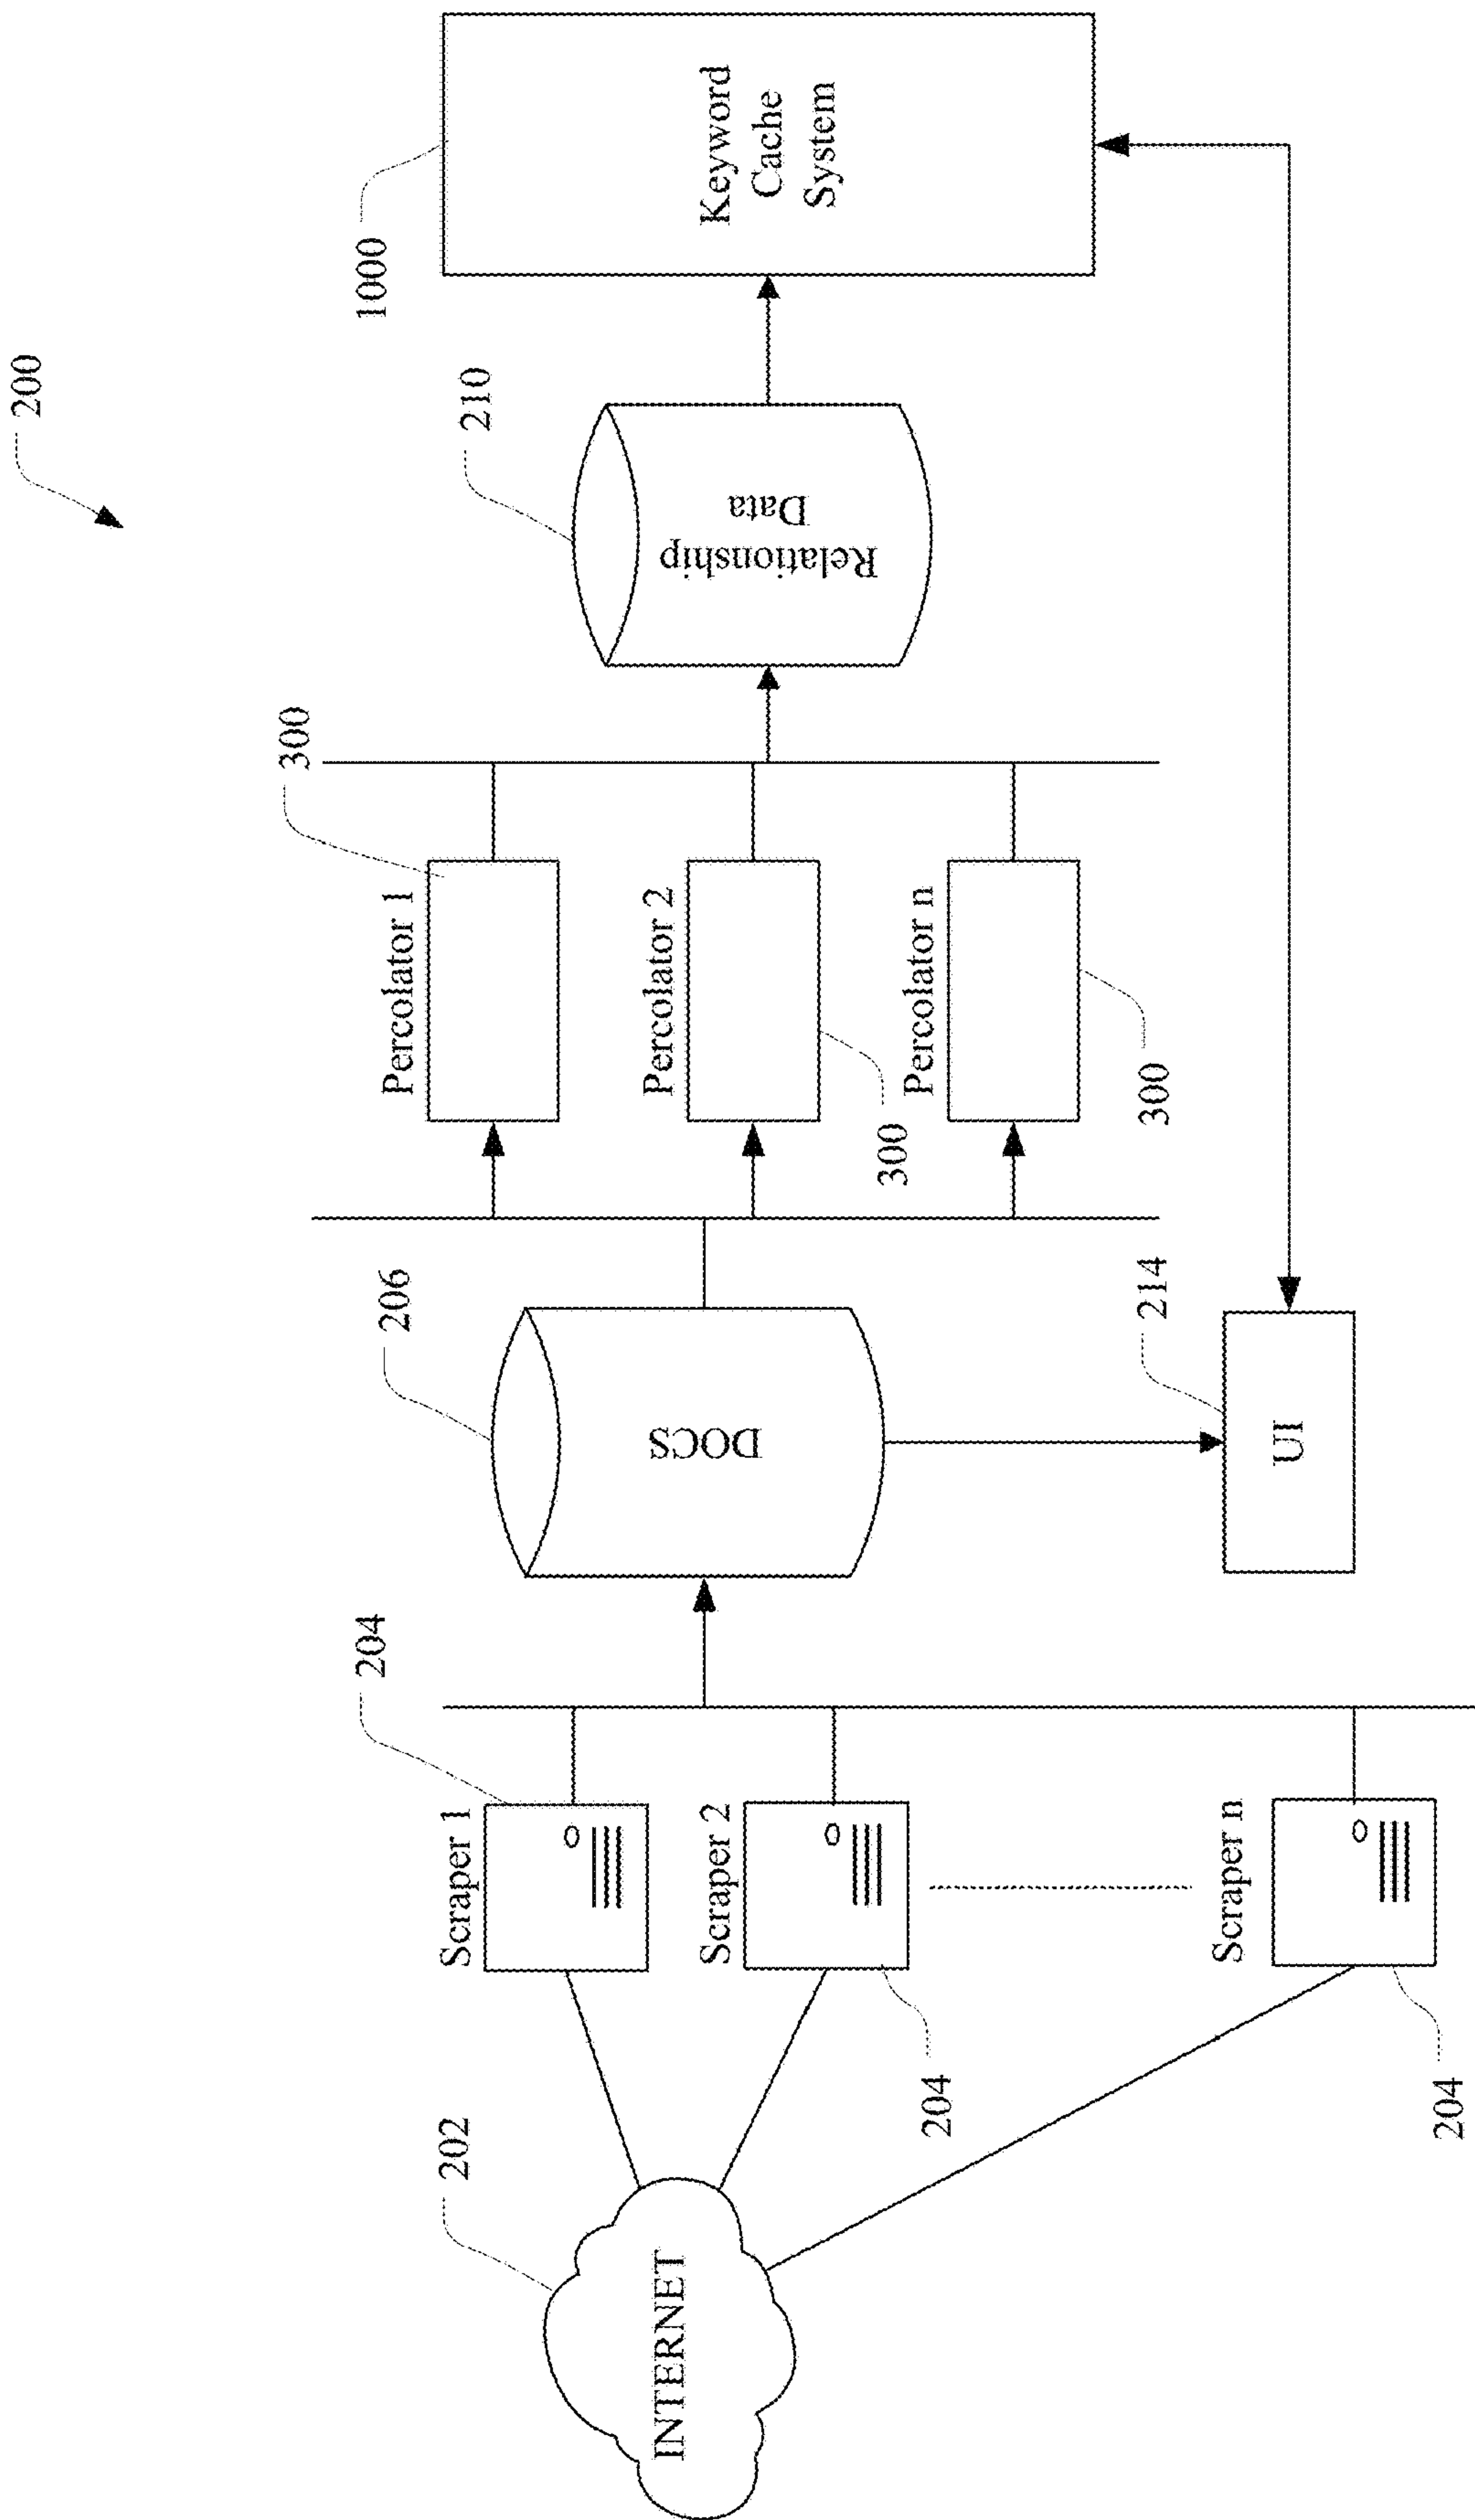 200
1000
Keyword
Cache
System
210
Relationship
Data
300
Percolator 1
Percolator 2
300
Percolator n
300
206
DOCS
214
UI
204
Scraper 1
Scraper 2
204
Scraper n
204
202
INTERNET